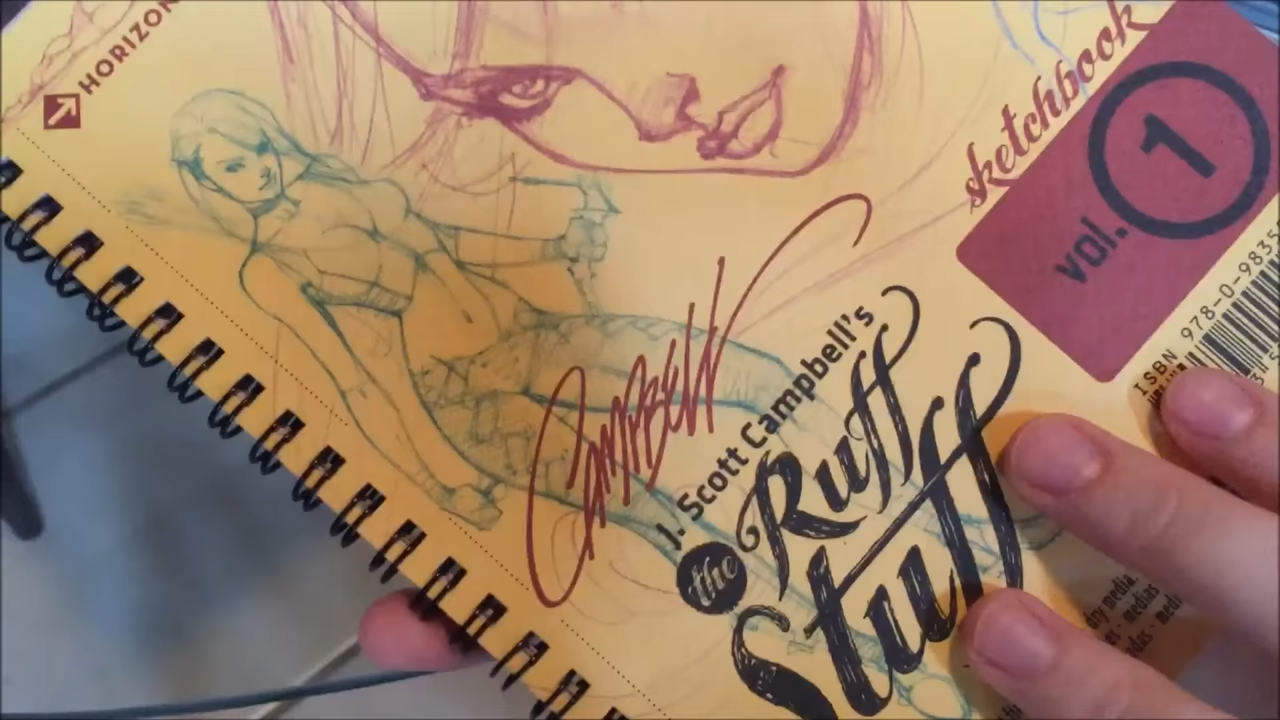 HORIZON
sketchbook
vol. 1
ISBN 978-0-9835
CAMPBELL
J. Scott Campbell's
the Ruff
Stuff
dry media.
medias